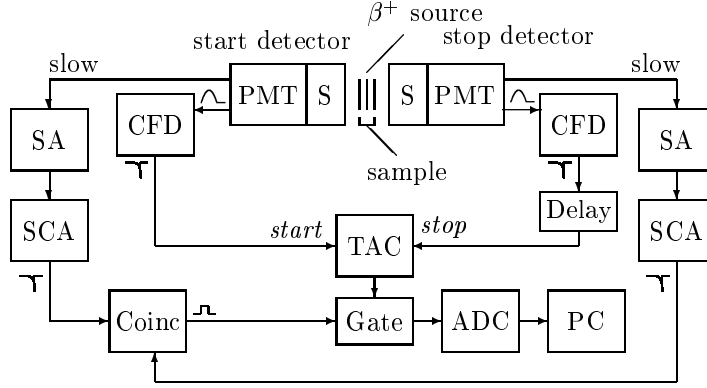 β+ source
start detector
stop detector
slow
PMT
S
S
PMT
slow
SA
CFD
CFD
SA
sample
SCA
Delay
SCA
start
TAC
stop
Coinc
Gate
ADC
PC